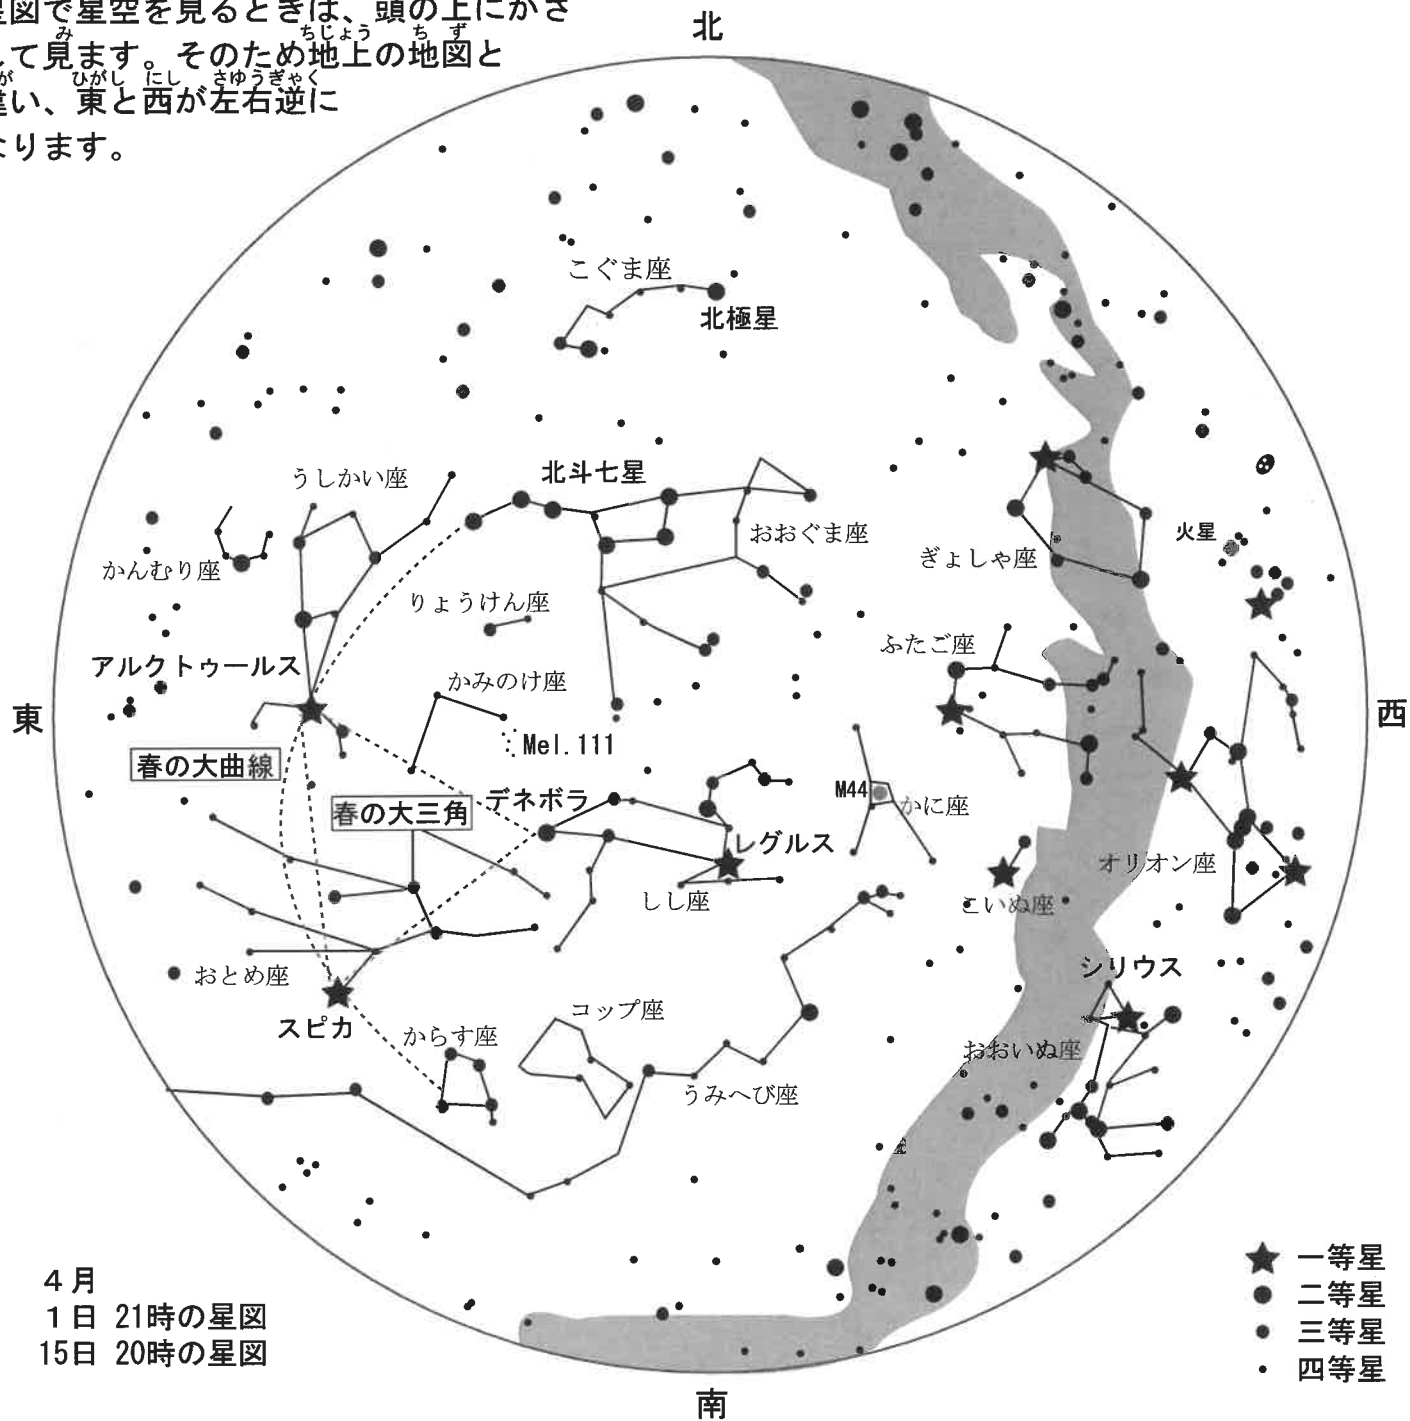 図で星空を見るときは、頭の上にかざ
して見ます。そのため地上の地図と
違い、東と西が左右逆に
なります。
北
こぐま座
北極星
うしかい座
北斗七星
おおぐま座
かんむり座
ぎょしゃ座
火星
りょうけん座
ふたご座
アルクトゥールス
かみのけ座
東
西
Mel.111
春の大曲線
春の大三角
デネボラ
M44
かに座
レグルス
オリオン座
しし座
こいぬ座
おとめ座
シリウス
コップ座
スピカ
からす座
おおいぬ座
うみへび座
4月
1日 21時の星図
15日 20時の星図
一等星
二等星
三等星
四等星
南